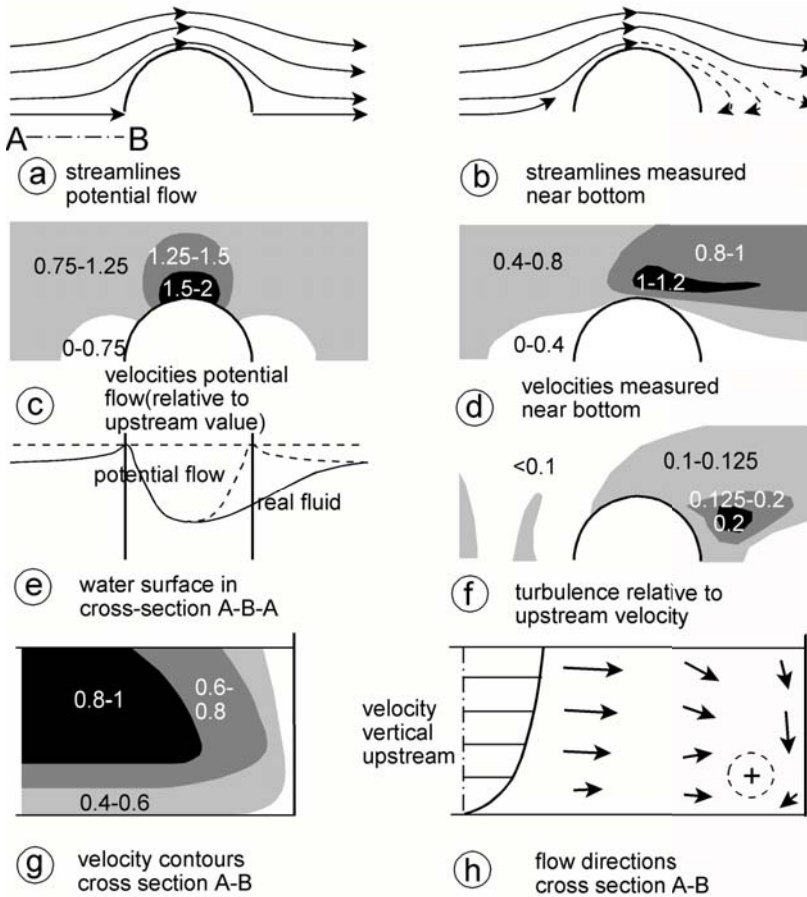 A
B
a streamlines
potential flow
b streamlines measured
near bottom
0.75-1.25
1.25-1.5
1.5-2
0-0.75
c velocities potential
flow(relative to
upstream value)
0.4-0.8
0.8-1
1-1.2
0-0.4
d velocities measured
near bottom
potential flow
real fluid
e water surface in
cross-section A-B-A
<0.1
0.1-0.125
0.125-0.2
0.2
f turbulence relative to
upstream velocity
0.8-1
0.6-
0.8
0.4-0.6
g velocity contours
cross section A-B
velocity
vertical
upstream
+
h flow directions
cross section A-B